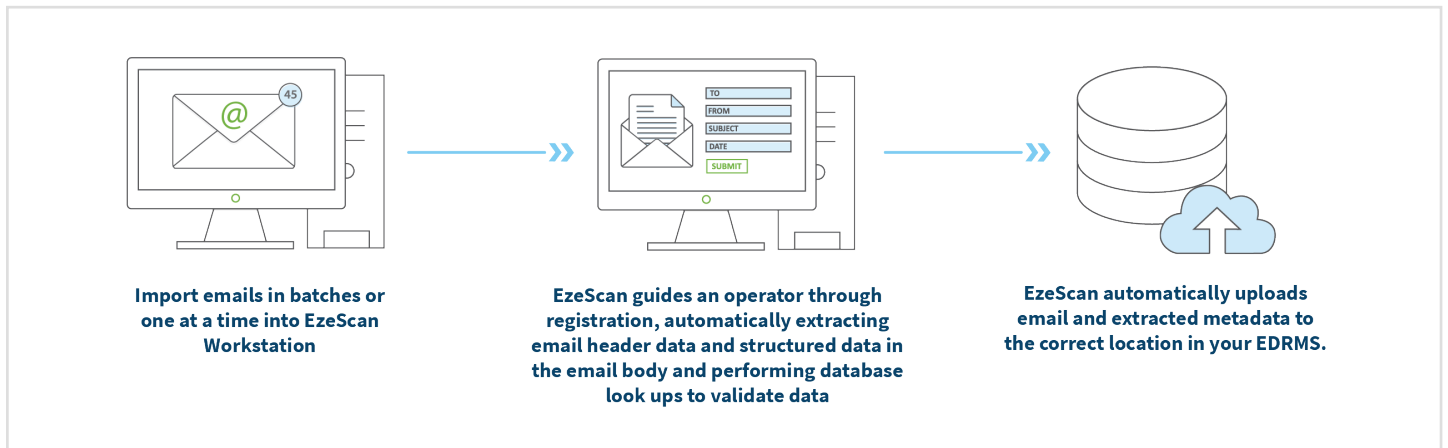 @
45
TO
FROM
SUBJECT
DATE
SUBMIT
Import emails in batches or
one at a time into EzeScan
Workstation
EzeScan guides an operator through
registration, automatically extracting
email header data and structured data in
the email body and performing database
look ups to validate data
EzeScan automatically uploads
email and extracted metadata to
the correct location in your EDRMS.